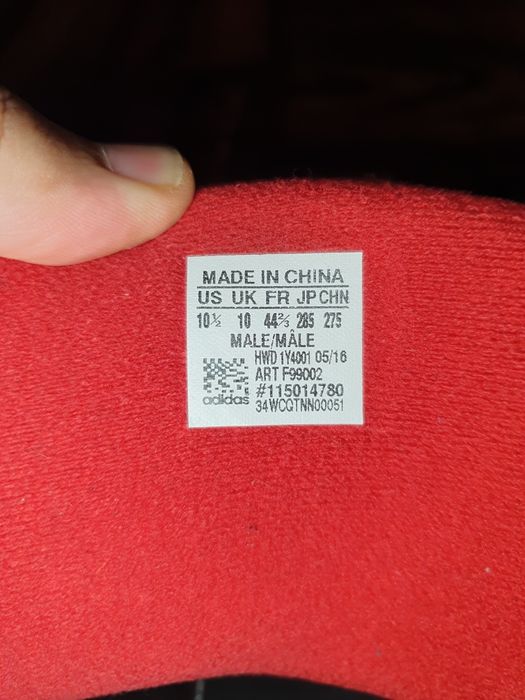 MADE IN CHINA
US UK FR JP CHN
10½ 10 44⅔ 285 275
MALE/MÂLE
HWD 1Y4001 05/16
ART F99002
#115014780
adidas
34WCQTNN00051